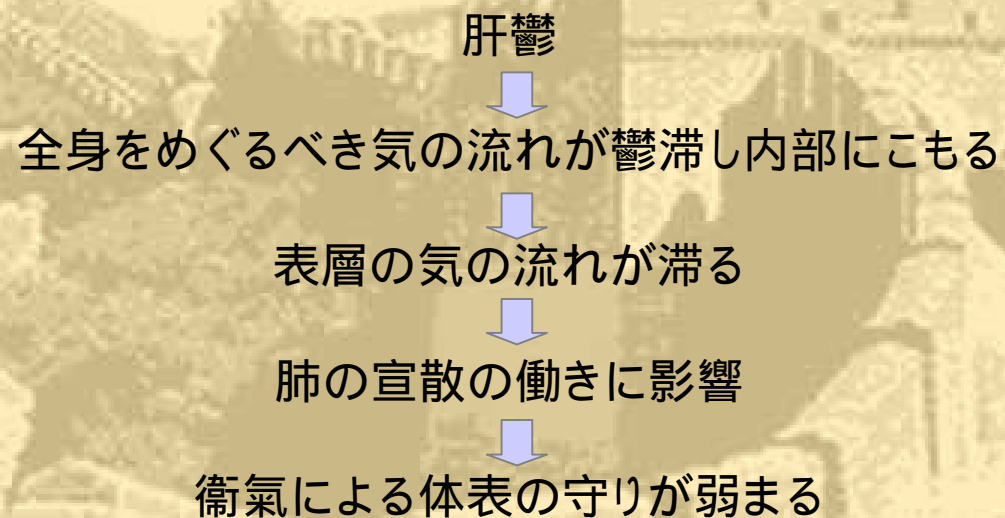 肝鬱
全身をめぐるべき気の流れが鬱滞し内部にこもる
表層の気の流れが滞る
肺の宣散の働きに影響
衞氣による体表の守りが弱まる